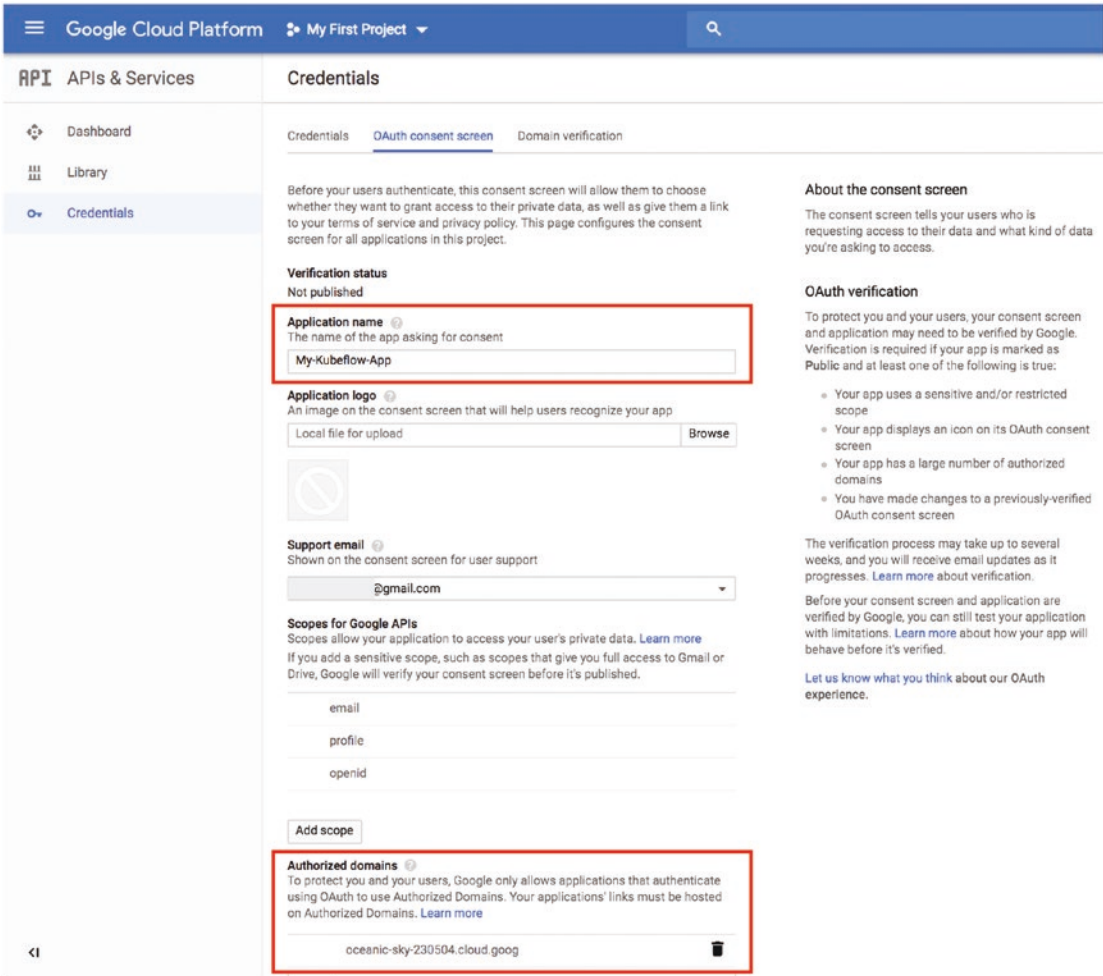 Google Cloud Platform
My First Project
API APIs & Services
Dashboard
Library
Credentials
Credentials
Credentials
OAuth consent screen
Domain verification
Before your users authenticate, this consent screen will allow them to choose
whether they want to grant access to their private data, as well as give them a link
to your terms of service and privacy policy. This page configures the consent
screen for all applications in this project.
Verification status
Not published
Application name
The name of the app asking for consent
My-Kubeflow-App
Application logo
An image on the consent screen that will help users recognize your app
Local file for upload
Browse
Support email
Shown on the consent screen for user support
@gmail.com
Scopes for Google APIs
Scopes allow your application to access your user's private data. Learn more
If you add a sensitive scope, such as scopes that give you full access to Gmail or
Drive, Google will verify your consent screen before it's published.
email
profile
openid
Add scope
Authorized domains
To protect you and your users, Google only allows applications that authenticate
using OAuth to use Authorized Domains. Your applications' links must be hosted
on Authorized Domains. Learn more
oceanic-sky-230504.cloud.goog
About the consent screen
The consent screen tells your users who is
requesting access to their data and what kind of data
you're asking to access.
OAuth verification
To protect you and your users, your consent screen
and application may need to be verified by Google.
Verification is required if your app is marked as
Public and at least one of the following is true:
Your app uses a sensitive and/or restricted
scope
Your app displays an icon on its OAuth consent
screen
Your app has a large number of authorized
domains
You have made changes to a previously-verified
OAuth consent screen
The verification process may take up to several
weeks, and you will receive email updates as it
progresses. Learn more about verification.
Before your consent screen and application are
verified by Google, you can still test your application
with limitations. Learn more about how your app will
behave before it's verified.
Let us know what you think about our OAuth
experience.